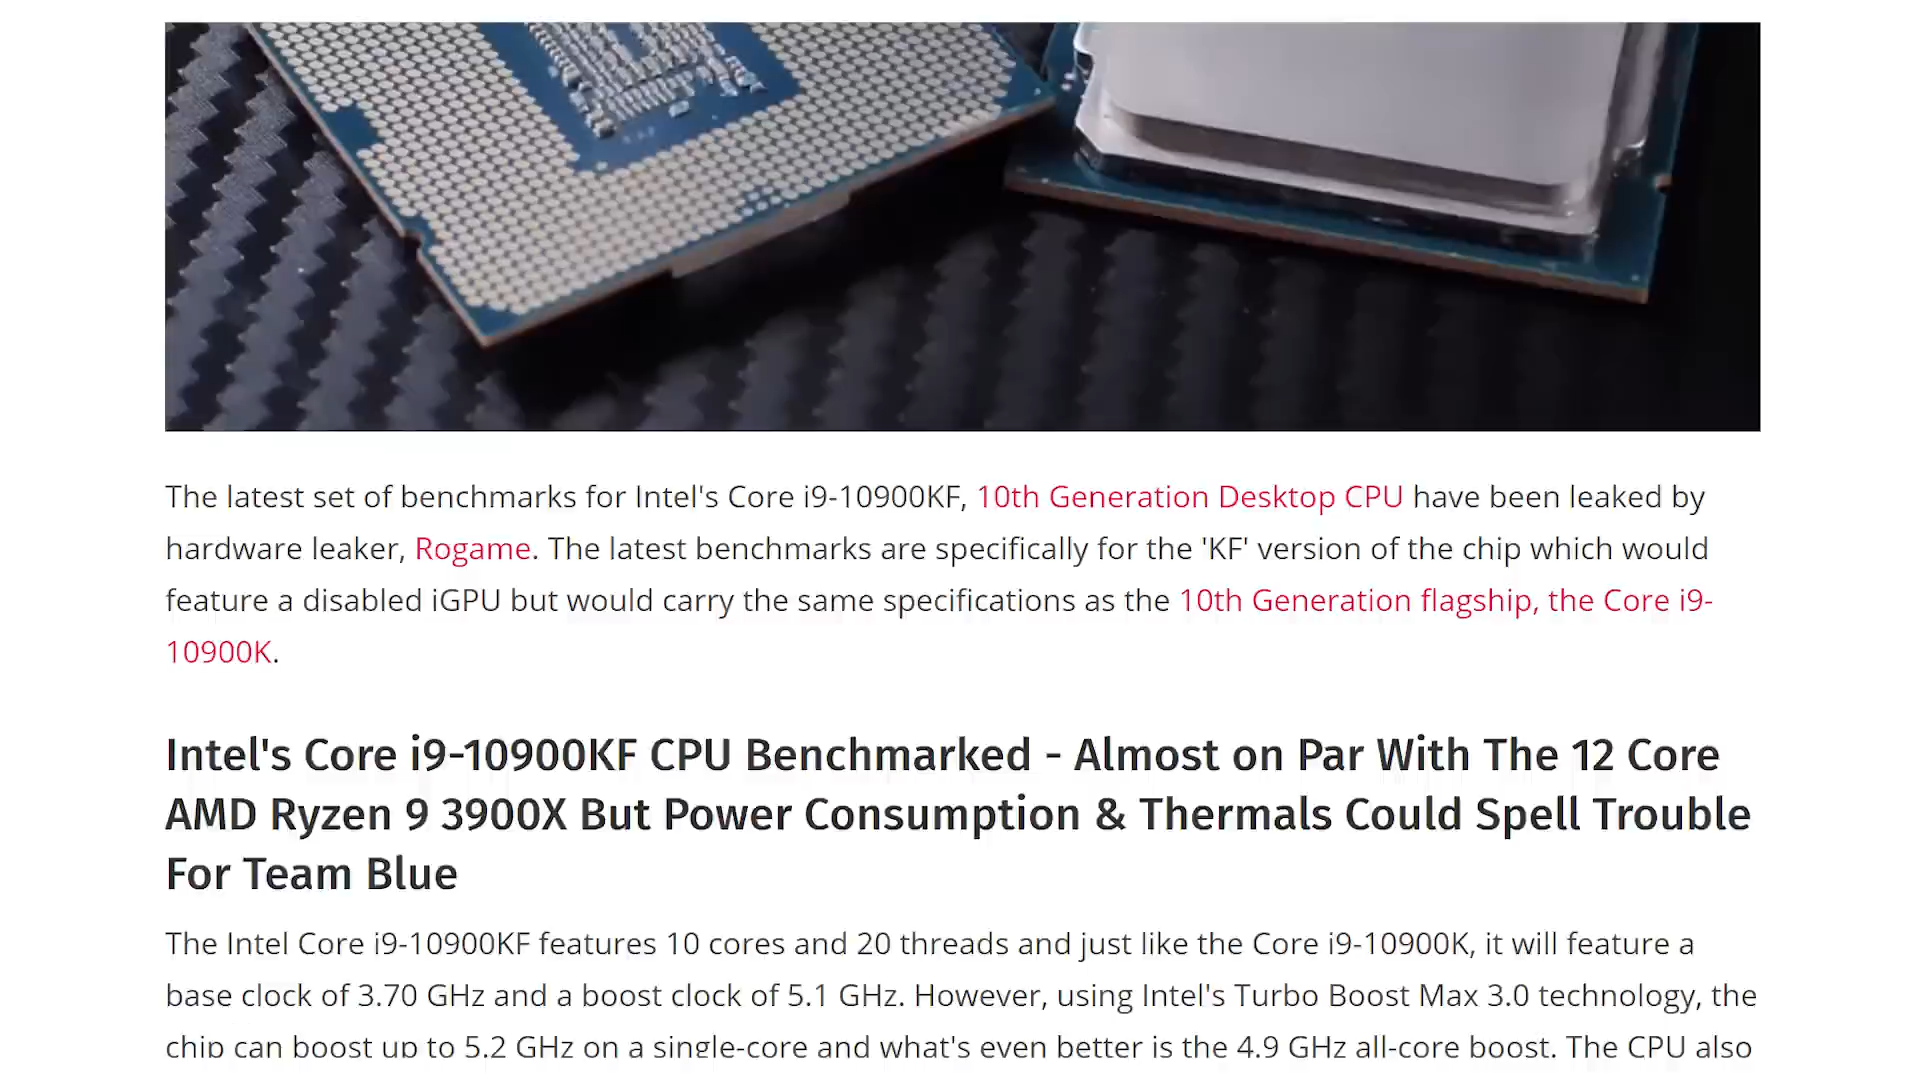 The latest set of benchmarks for Intel's Core i9-10900KF, 10th Generation Desktop CPU have been leaked by
hardware leaker, Rogame. The latest benchmarks are specifically for the 'KF' version of the chip which would
feature a disabled iGPU but would carry the same specifications as the 10th Generation flagship, the Core i9-
10900K.
Intel's Core i9-10900KF CPU Benchmarked - Almost on Par With The 12 Core
AMD Ryzen 9 3900X But Power Consumption & Thermals Could Spell Trouble
For Team Blue
The Intel Core i9-10900KF features 10 cores and 20 threads and just like the Core i9-10900K, it will feature a
base clock of 3.70 GHz and a boost clock of 5.1 GHz. However, using Intel's Turbo Boost Max 3.0 technology, the
chip can boost up to 5.2 GHz on a single-core and what's even better is the 4.9 GHz all-core boost. The CPU also